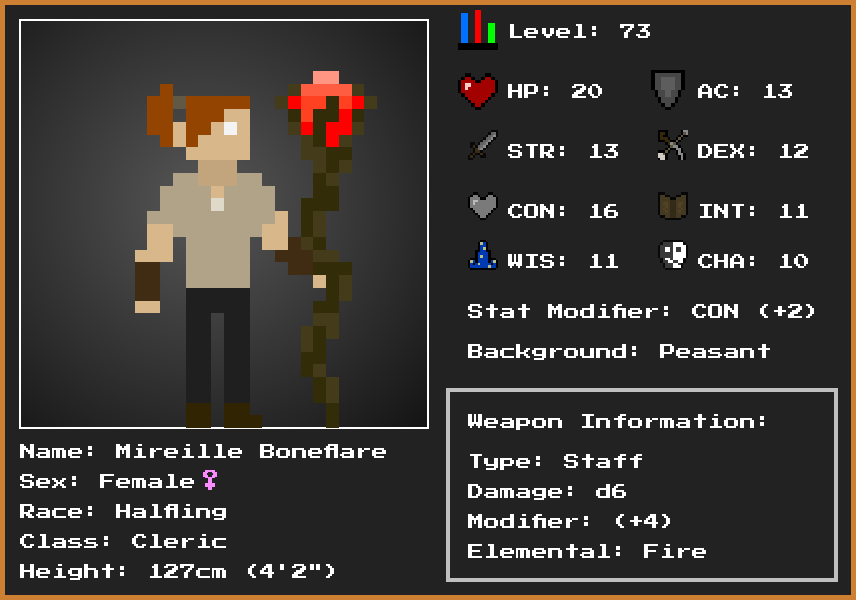 Level: 73
HP: 20
AC: 13
STR: 13
DEX: 12
CON: 16
INT: 11
WIS: 11
CHA: 10
Stat Modifier: CON (+2)
Background: Peasant
Weapon Information:
Type: Staff
Damage: d6
Modifier: (+4)
Elemental: Fire
Name: Mireille Boneflare
Sex: Female♀
Race: Halfling
Class: Cleric
Height: 127cm (4'2")